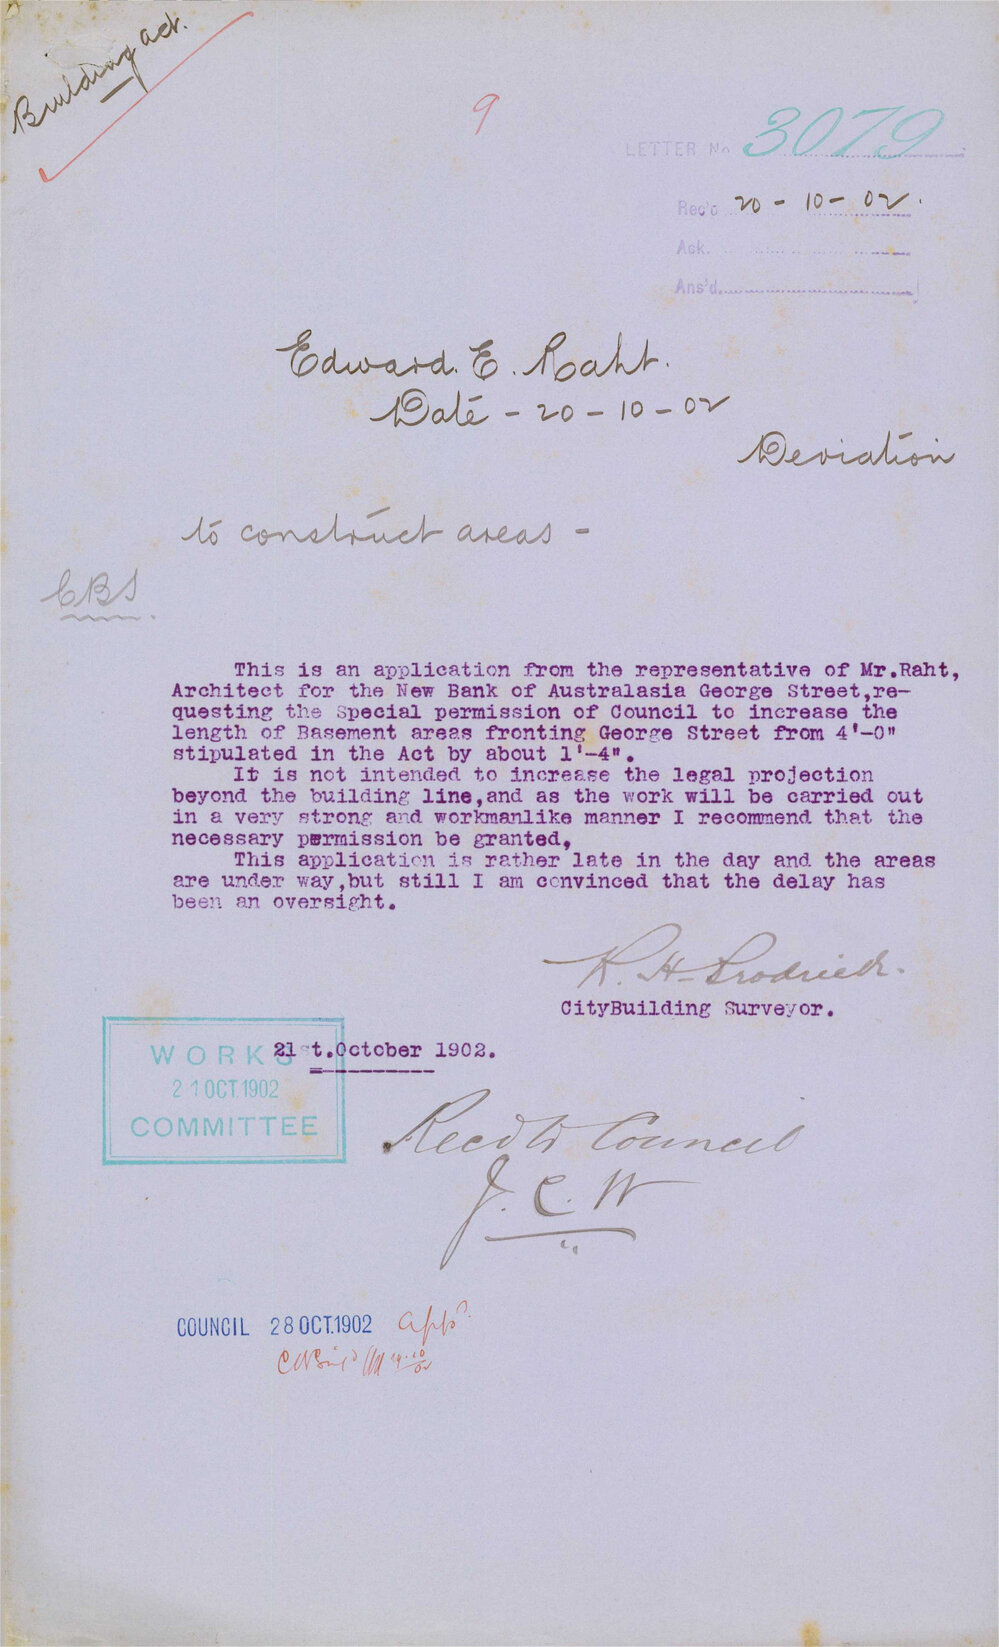 Building Act.
9
LETTER No 3079
Rec'd 20-10-02.
Ack.
Ans'd.
Edward. E. Raht.
Date - 20-10-02
Deviation
to construct areas -
CBS.
This is an application from the representative of Mr.Raht,
Architect for the New Bank of Australasia George Street,re-
questing the Special permission of Council to increase the
length of Basement areas fronting George Street from 4'-0"
stipulated in the Act by about 1'-4".
It is not intended to increase the legal projection
beyond the building line,and as the work will be carried out
in a very strong and workmanlike manner I recommend that the
necessary permission be granted,
This application is rather late in the day and the areas
are under way,but still I am convinced that the delay has
been an oversight.
Brodrick.
CityBuilding Surveyor.
21st.October 1902.
WORKS
21 OCT.1902
COMMITTEE
Recd to Council
J. C. W
COUNCIL 28 OCT.1902 App